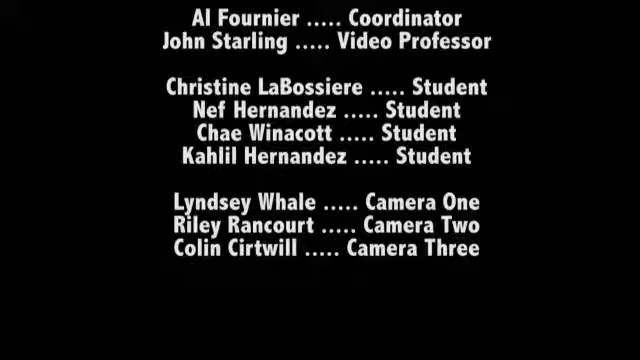 Al Fournier ..... Coordinator
John Starling ..... Video Professor
Christine LaBossiere ..... Student
Nef Hernandez ..... Student
Chae Winacott ..... Student
Kahlil Hernandez ..... Student
Lyndsey Whale ..... Camera One
Riley Rancourt ..... Camera Two
Colin Cirtwill ..... Camera Three